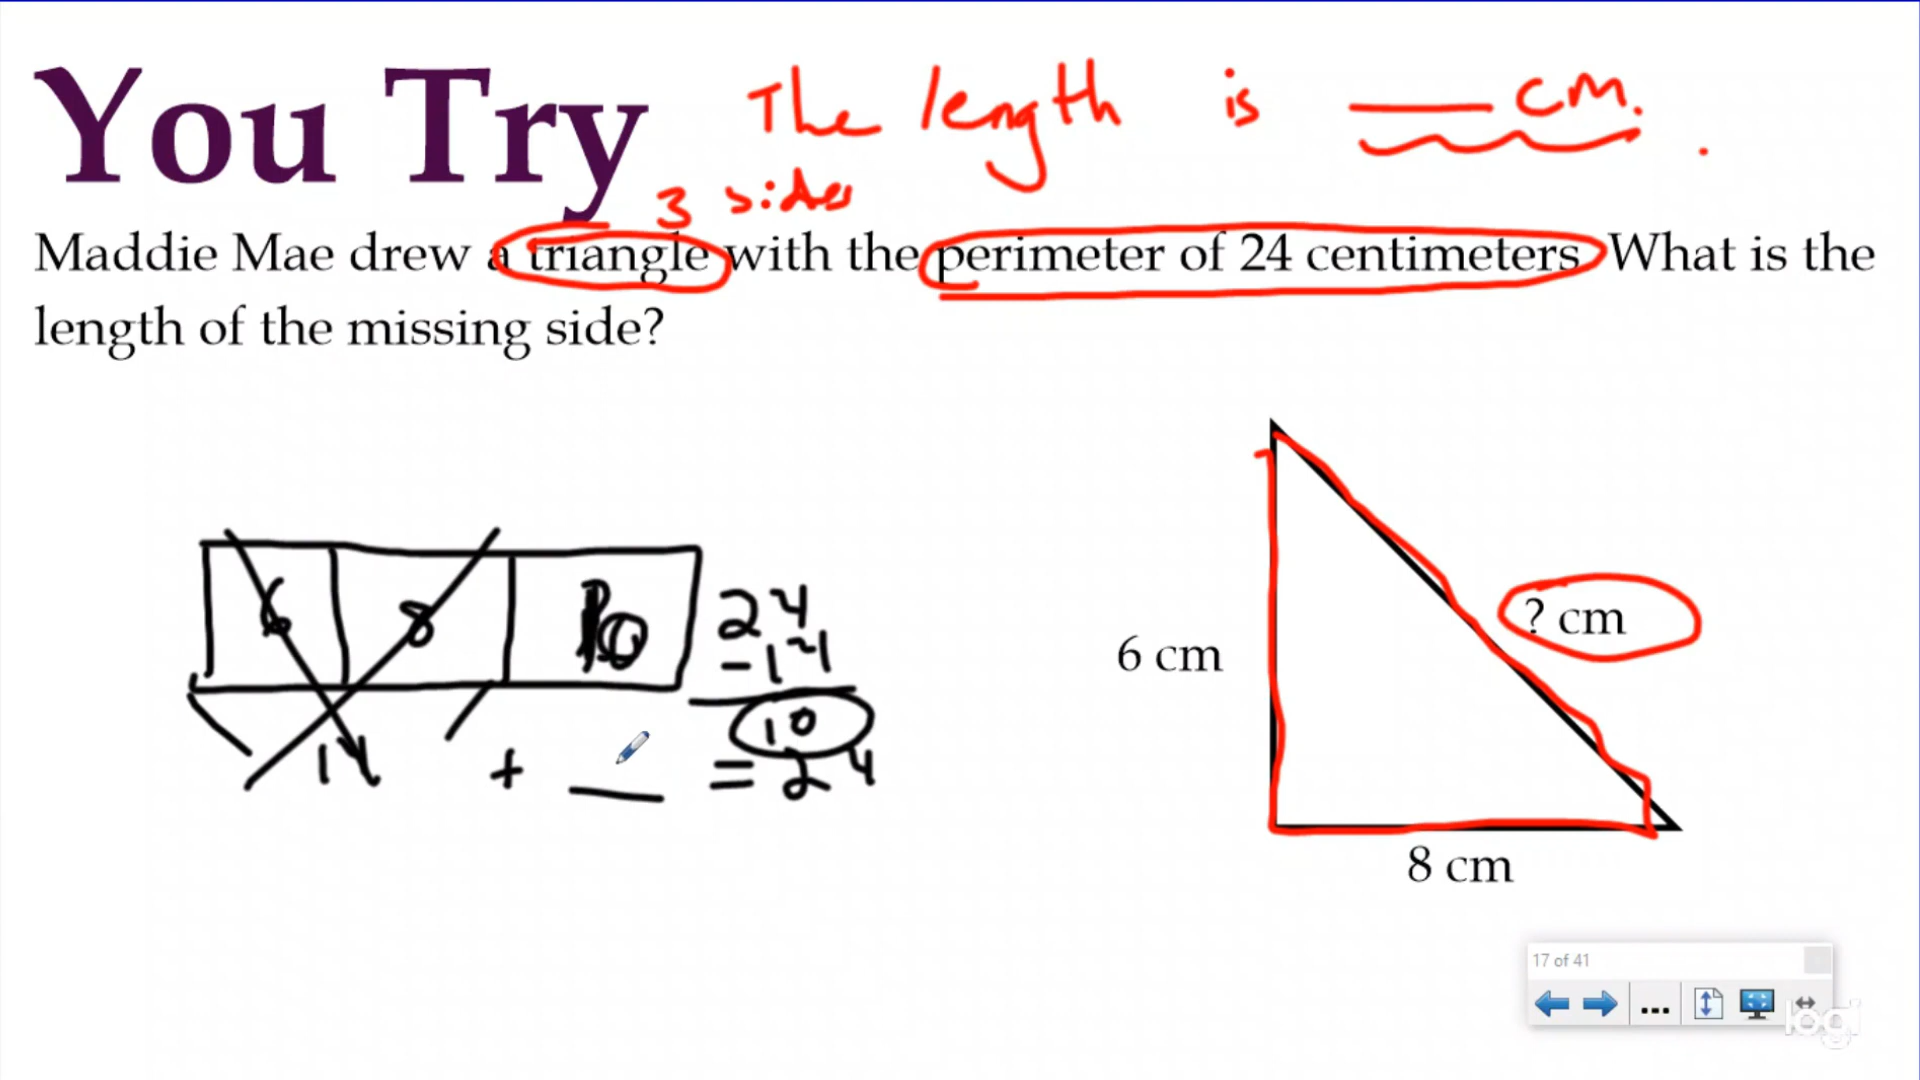 You Try
The length is ___ cm.
3 sides
Maddie Mae drew a triangle with the perimeter of 24 centimeters. What is the
length of the missing side?
6 8 10
24
-14
10
14 + ___ = 24
6 cm
? cm
8 cm
17 of 41
...
logi